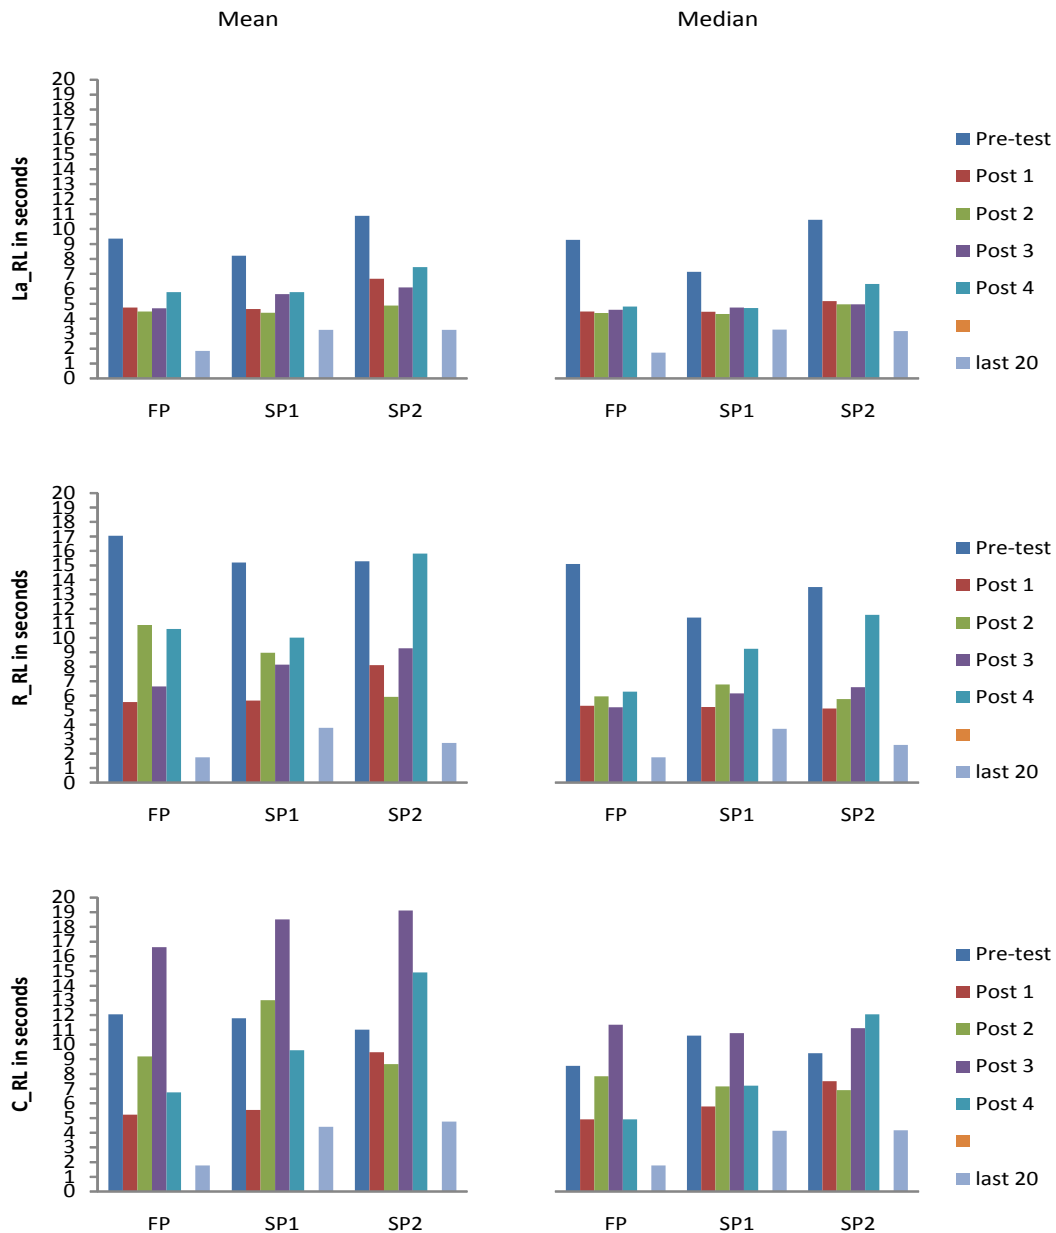 Mean
Median
La_RL in seconds
20
19
18
17
16
15
14
13
12
11
10
9
8
7
6
5
4
3
2
1
0
FP SP1 SP2
FP SP1 SP2
Pre-test
Post 1
Post 2
Post 3
Post 4
last 20
R_RL in seconds
20
19
18
17
16
15
14
13
12
11
10
9
8
7
6
5
4
3
2
1
0
FP SP1 SP2
FP SP1 SP2
Pre-test
Post 1
Post 2
Post 3
Post 4
last 20
C_RL in seconds
20
19
18
17
16
15
14
13
12
11
10
9
8
7
6
5
4
3
2
1
0
FP SP1 SP2
FP SP1 SP2
Pre-test
Post 1
Post 2
Post 3
Post 4
last 20